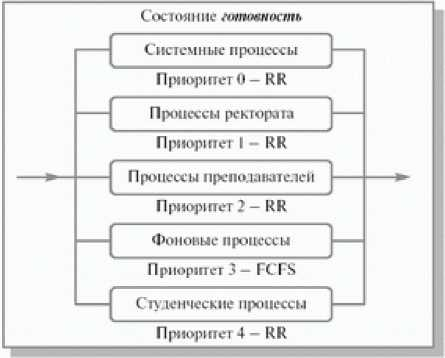 Состояние готовность
Системные процессы
Приоритет 0 – RR
Процессы ректората
Приоритет 1 – RR
Процессы преподавателей
Приоритет 2 – RR
Фоновые процессы
Приоритет 3 – FCFS
Студенческие процессы
Приоритет 4 – RR